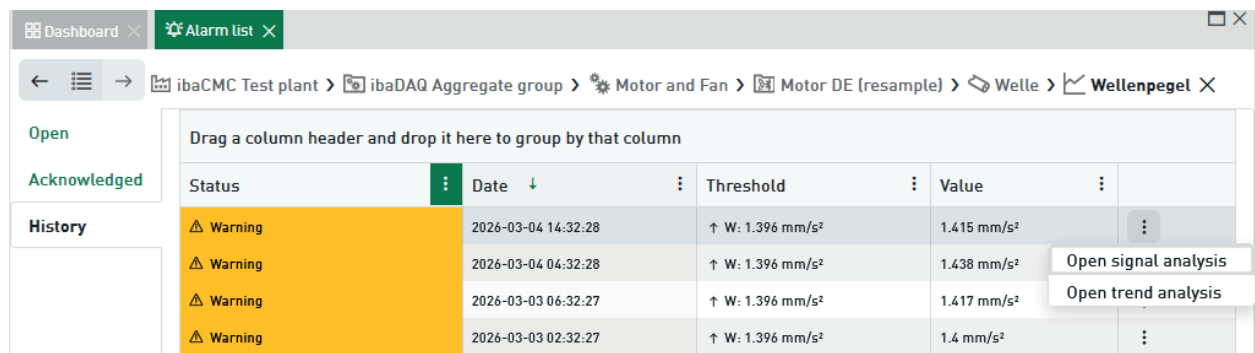 Dashboard Alarm list
ibaCMC Test plant > ibaDAQ Aggregate group > Motor and Fan > Motor DE (resample) > Welle > Wellenpegel
Open
Acknowledged
History
Drag a column header and drop it here to group by that column
Status Date ↓ Threshold Value
Warning 2026-03-04 14:32:28 ↑ W: 1.396 mm/s² 1.415 mm/s²
Warning 2026-03-04 04:32:28 ↑ W: 1.396 mm/s² 1.438 mm/s²
Warning 2026-03-03 06:32:27 ↑ W: 1.396 mm/s² 1.417 mm/s²
Warning 2026-03-03 02:32:27 ↑ W: 1.396 mm/s² 1.4 mm/s²
Open signal analysis
Open trend analysis